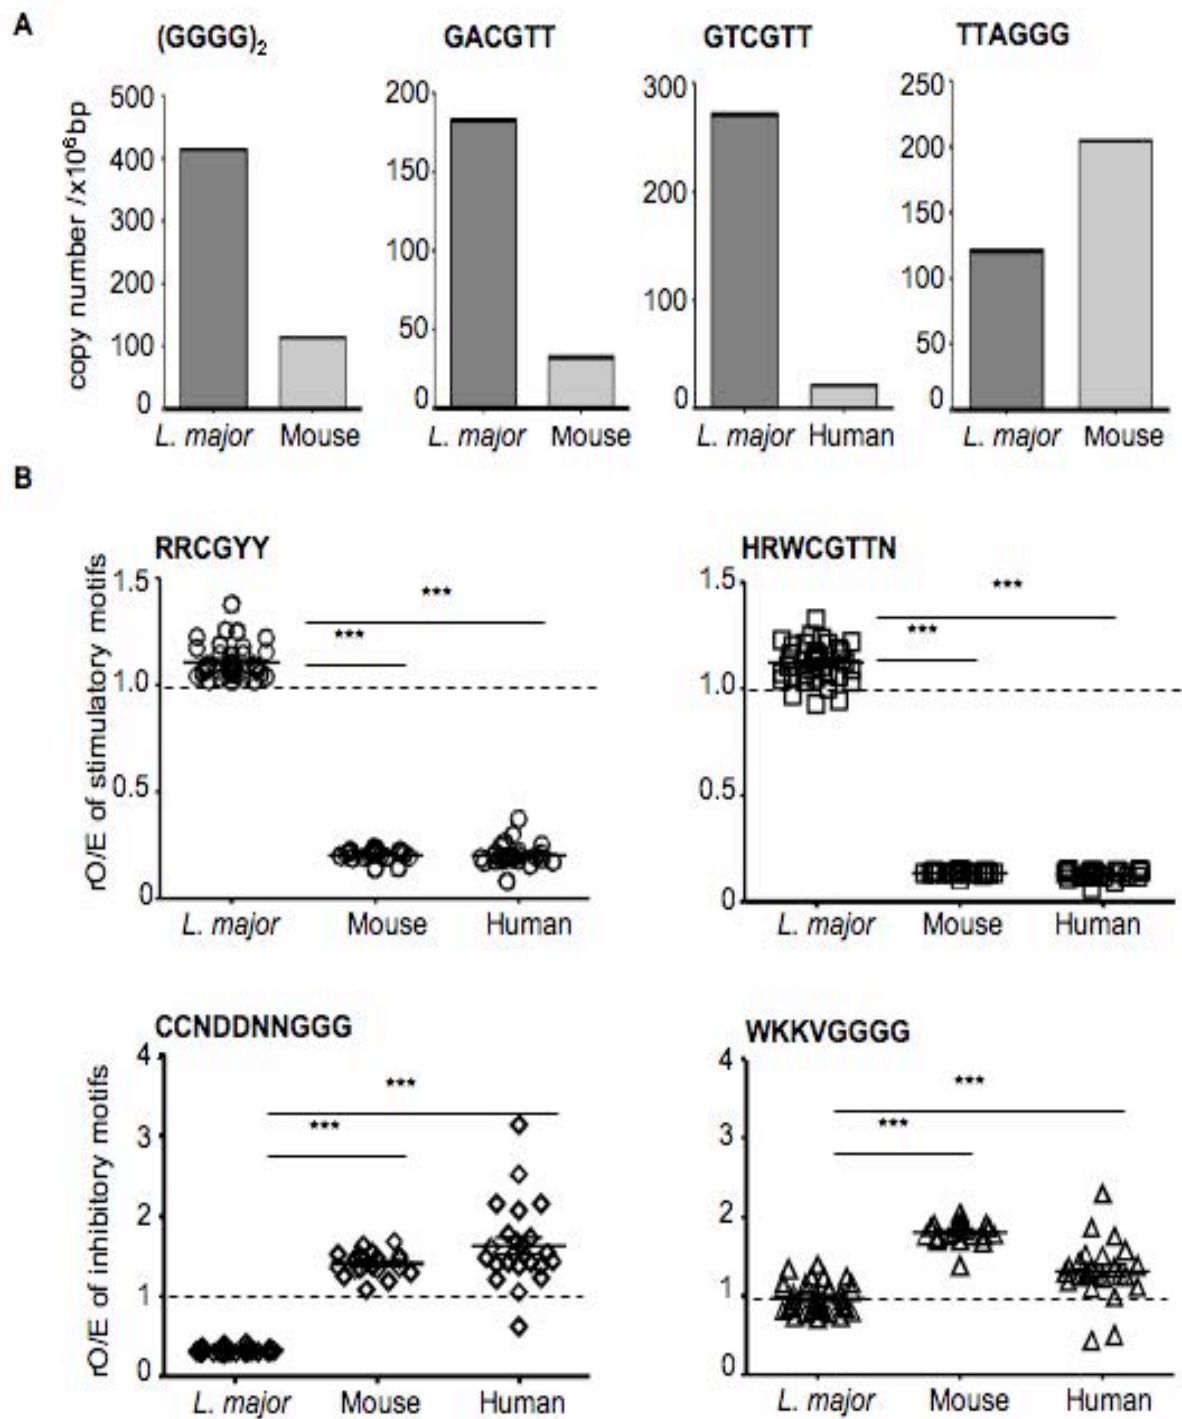 A
(GGGG)2 GACGTT GTCGTT TTAGGG
copy number /x10⁶bp
500 400 300 200 100 0
L. major Mouse
200 150 100 50 0
L. major Mouse
300 200 100 0
L. major Human
250 200 150 100 50 0
L. major Mouse
B
RRCGYY
rO/E of stimulatory motifs
1.5 1.0 0.5 0
*** ***
L. major Mouse Human
HRWCGTTN
1.5 1.0 0.5 0
*** ***
L. major Mouse Human
CCNDDNNGGG
rO/E of inhibitory motifs
4 3 2 1 0
*** ***
L. major Mouse Human
WKKVGGGG
4 3 2 1 0
*** ***
L. major Mouse Human